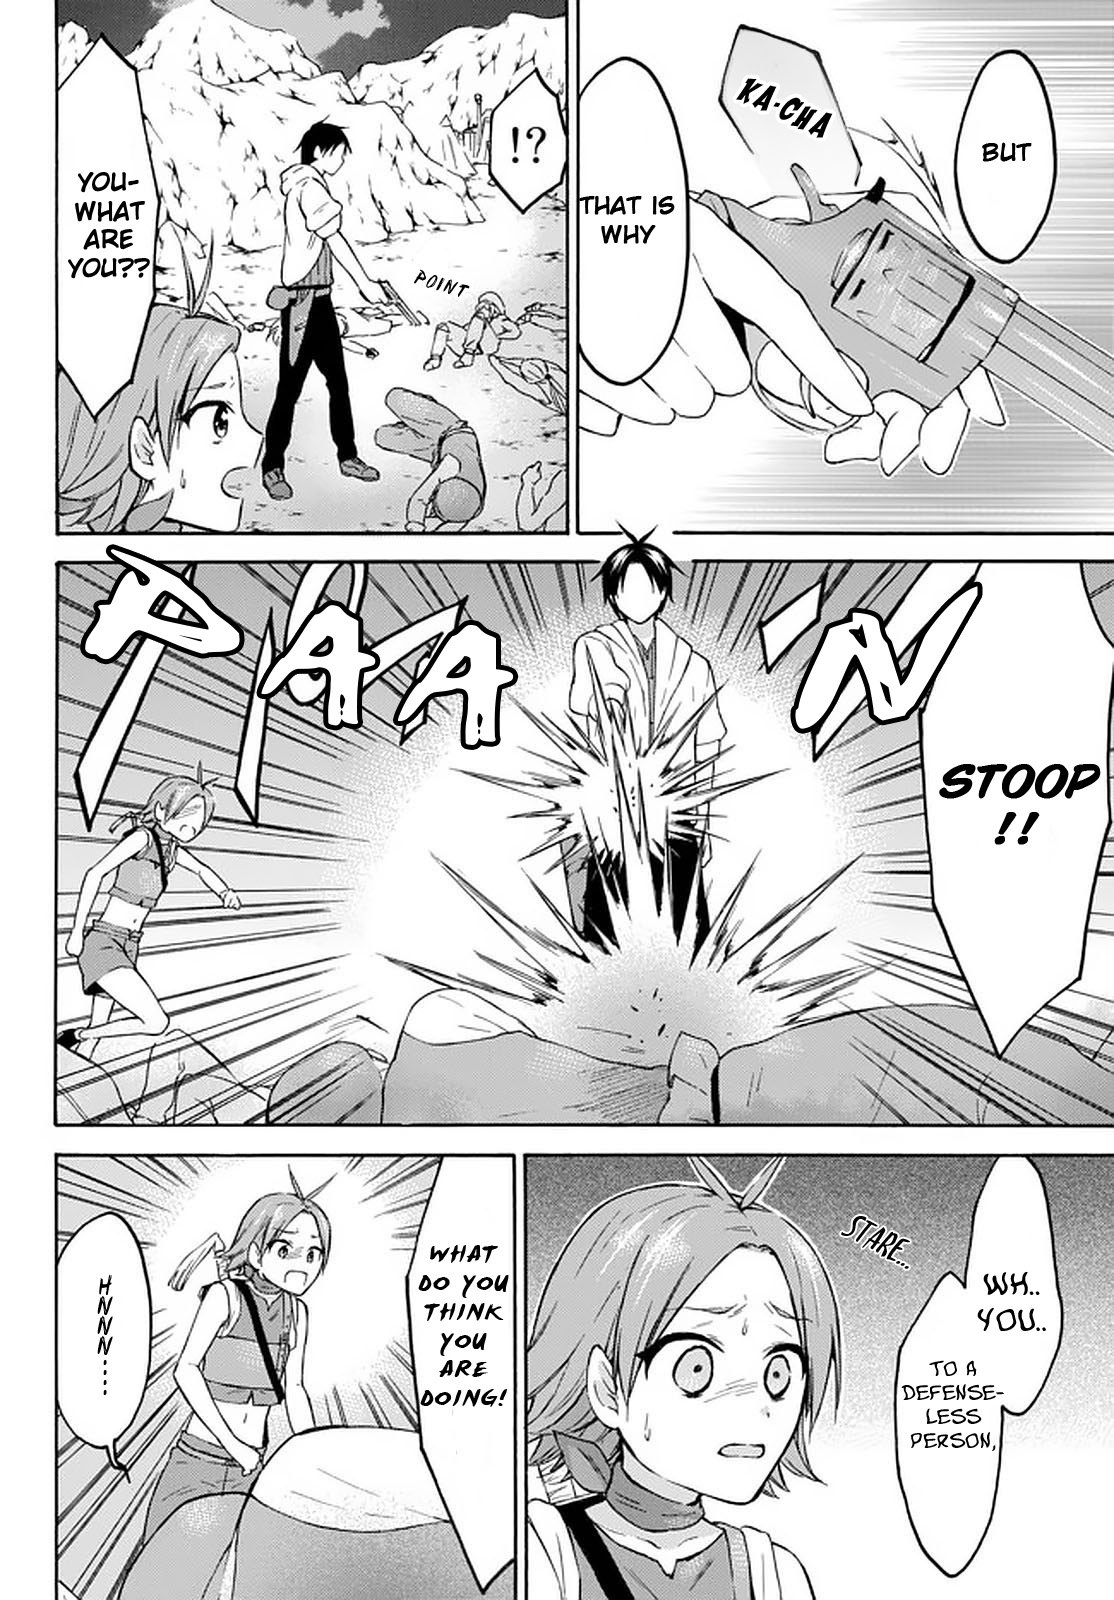 BUT
KA-CHA
THAT IS
WHY
!?
POINT
YOU-
WHAT
ARE
YOU??
STOOP
!!
PAAN
WH..
YOU..
TO A
DEFENSE-
LESS
PERSON,
STARE...
WHAT
DO YOU
THINK
YOU
ARE
DOING!
HNNN....